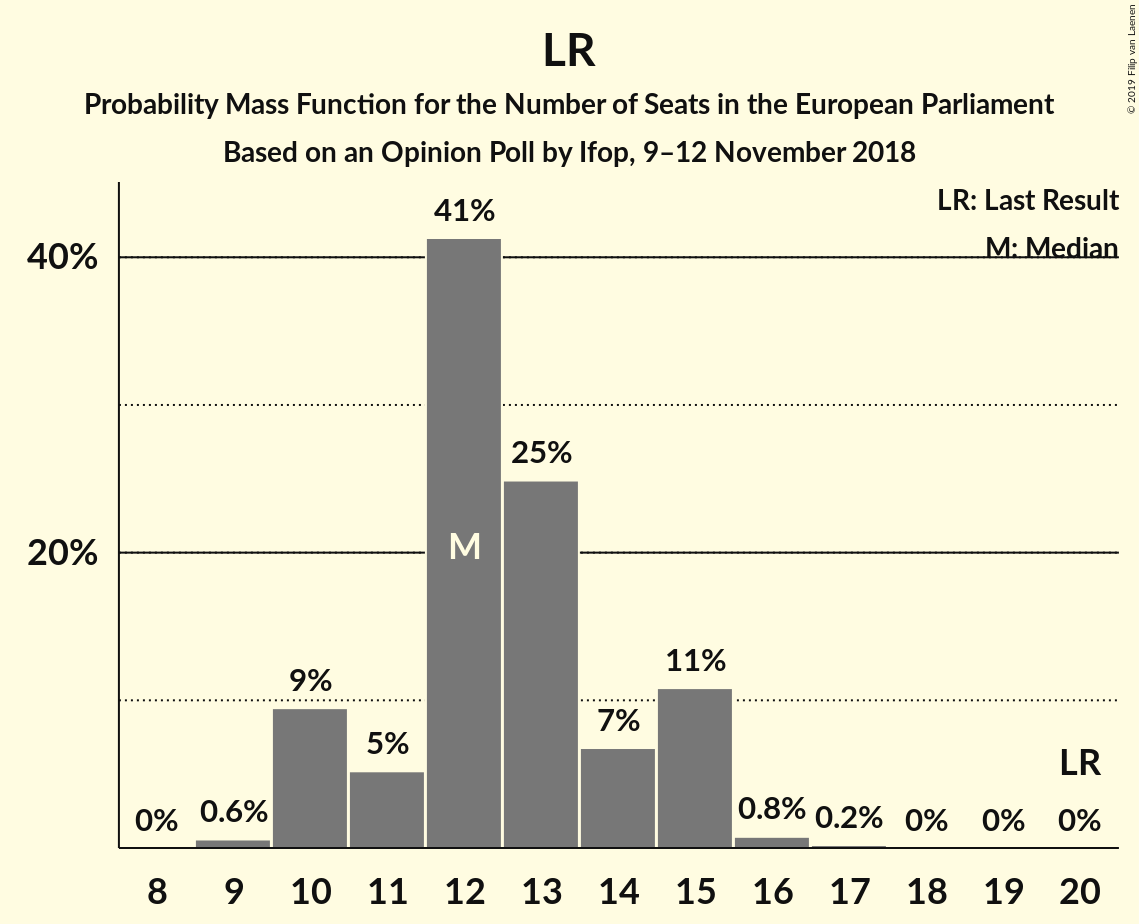 LR
Probability Mass Function for the Number of Seats in the European Parliament
Based on an Opinion Poll by Ifop, 9–12 November 2018
© 2019 Filip van Laenen
LR: Last Result
M: Median
40%
20%
0%
0.6%
9%
5%
41%
M
25%
7%
11%
0.8%
0.2%
0%
0%
LR
0%
8 9 10 11 12 13 14 15 16 17 18 19 20